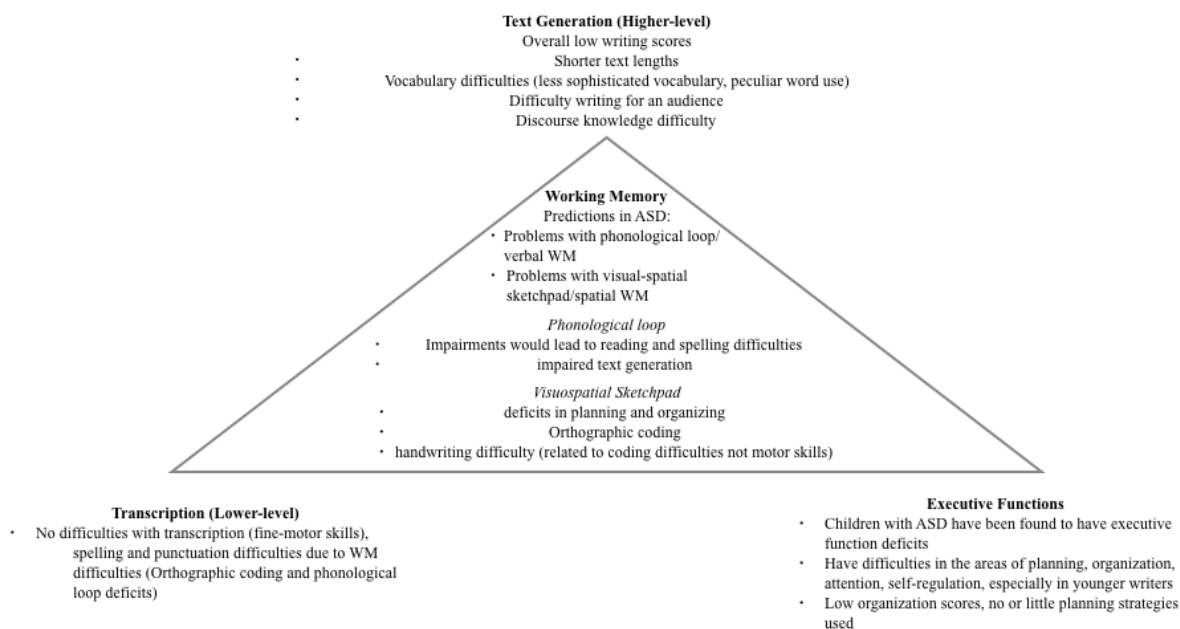 Text Generation (Higher-level)
Overall low writing scores
• Shorter text lengths
• Vocabulary difficulties (less sophisticated vocabulary, peculiar word use)
• Difficulty writing for an audience
• Discourse knowledge difficulty
Working Memory
Predictions in ASD:
• Problems with phonological loop/
verbal WM
• Problems with visual-spatial
sketchpad/spatial WM
Phonological loop
• Impairments would lead to reading and spelling difficulties
• impaired text generation
Visuospatial Sketchpad
• deficits in planning and organizing
• Orthographic coding
• handwriting difficulty (related to coding difficulties not motor skills)
Transcription (Lower-level)
• No difficulties with transcription (fine-motor skills),
spelling and punctuation difficulties due to WM
difficulties (Orthographic coding and phonological
loop deficits)
Executive Functions
• Children with ASD have been found to have executive
function deficits
• Have difficulties in the areas of planning, organization,
attention, self-regulation, especially in younger writers
• Low organization scores, no or little planning strategies
used